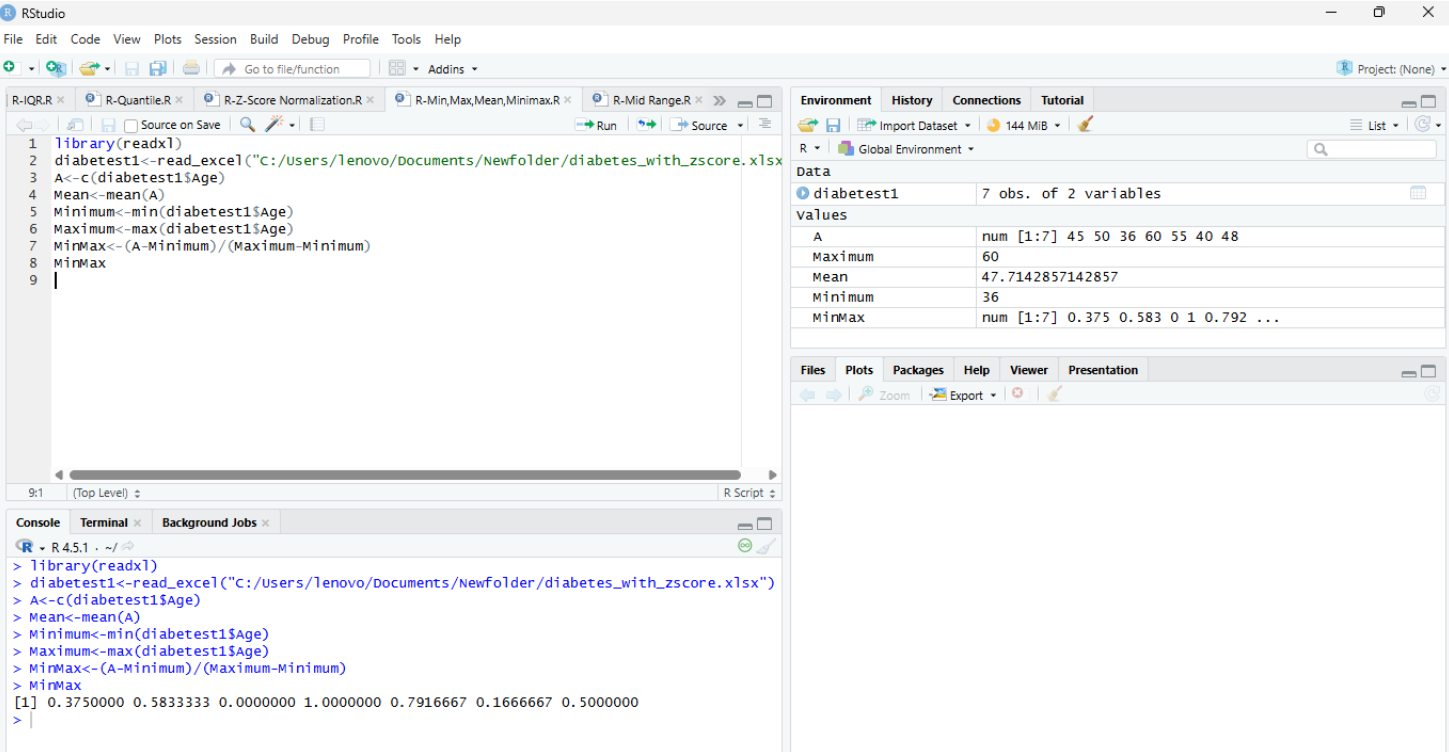 RStudio
File Edit Code View Plots Session Build Debug Profile Tools Help
Go to file/function
Addins
Project: (None)
R-IQR.R
R-Quantile.R
R-Z-Score Normalization.R
R-Min,Max,Mean,Minimax.R
R-Mid Range.R
Source on Save
Run
Source
1 library(readxl)
2 diabetest1<-read_excel("C:/Users/lenovo/Documents/Newfolder/diabetes_with_zscore.xlsx
3 A<-c(diabetest1$Age)
4 Mean<-mean(A)
5 Minimum<-min(diabetest1$Age)
6 Maximum<-max(diabetest1$Age)
7 MinMax<-(A-Minimum)/(Maximum-Minimum)
8 MinMax
9
9:1 (Top Level) R Script
Console Terminal Background Jobs
R 4.5.1 · ~/
> library(readxl)
> diabetest1<-read_excel("C:/Users/lenovo/Documents/Newfolder/diabetes_with_zscore.xlsx")
> A<-c(diabetest1$Age)
> Mean<-mean(A)
> Minimum<-min(diabetest1$Age)
> Maximum<-max(diabetest1$Age)
> MinMax<-(A-Minimum)/(Maximum-Minimum)
> MinMax
[1] 0.3750000 0.5833333 0.0000000 1.0000000 0.7916667 0.1666667 0.5000000
>
Environment History Connections Tutorial
Import Dataset 144 MiB List
R Global Environment
Data
diabetest1 7 obs. of 2 variables
Values
A num [1:7] 45 50 36 60 55 40 48
Maximum 60
Mean 47.7142857142857
Minimum 36
MinMax num [1:7] 0.375 0.583 0 1 0.792 ...
Files Plots Packages Help Viewer Presentation
Zoom Export